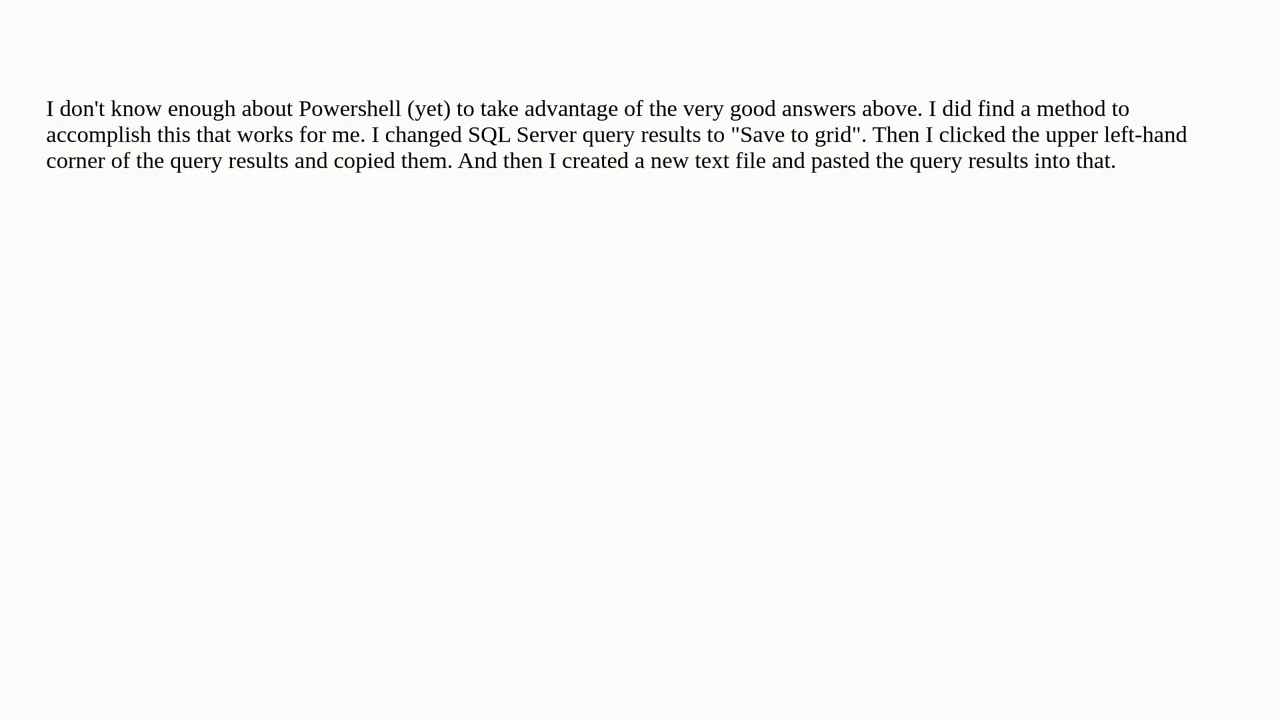 I don't know enough about Powershell (yet) to take advantage of the very good answers above. I did find a method to
accomplish this that works for me. I changed SQL Server query results to "Save to grid". Then I clicked the upper left-hand
corner of the query results and copied them. And then I created a new text file and pasted the query results into that.